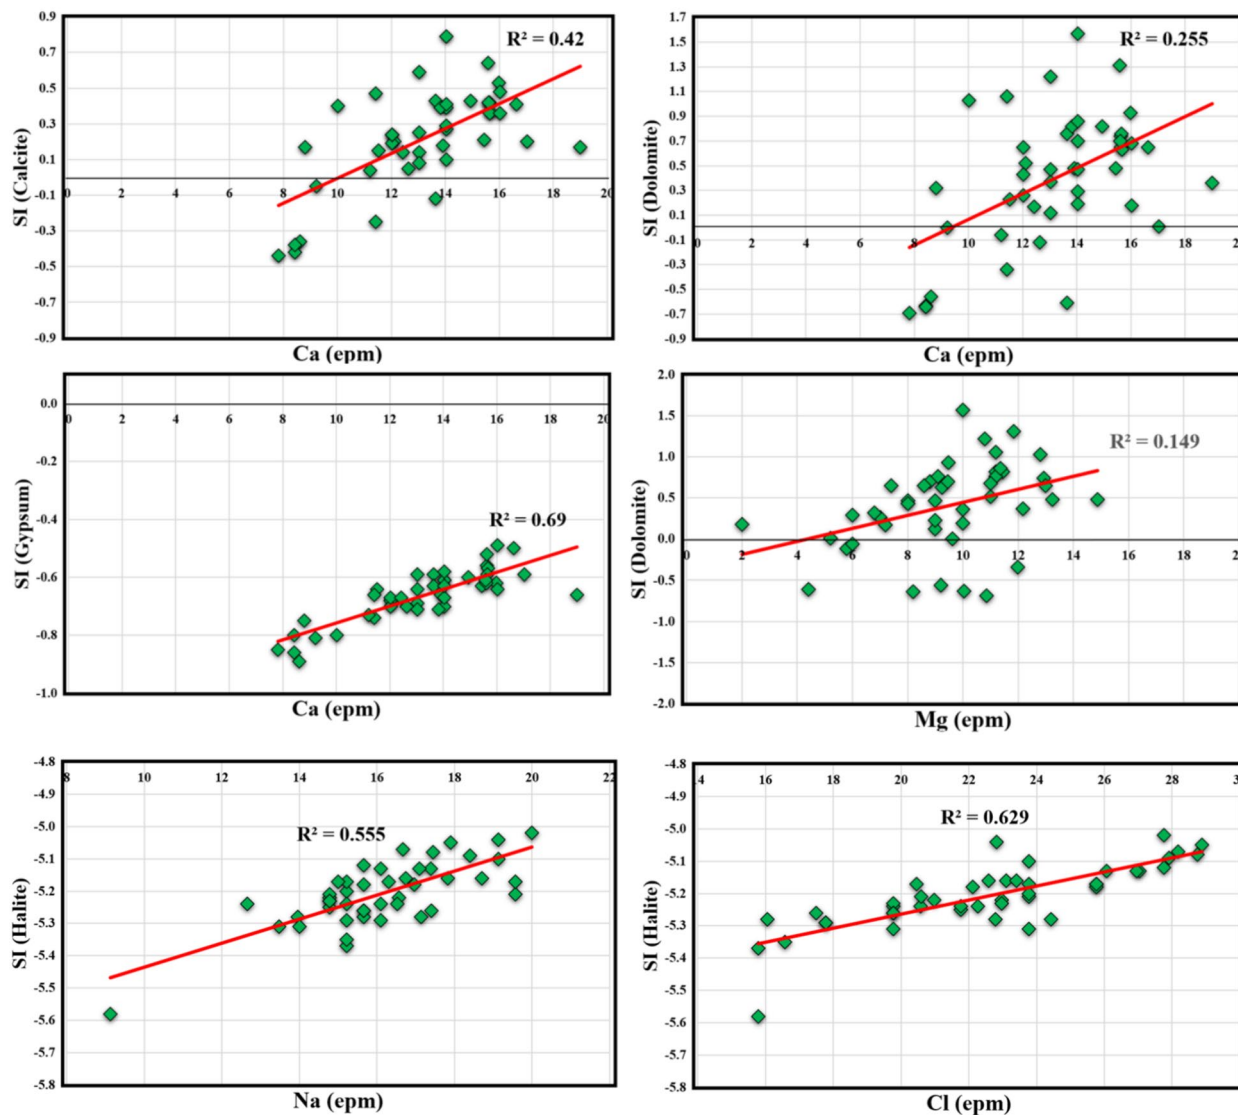 0.9
0.7
0.5
0.3
0.1
-0.1
-0.3
-0.5
-0.7
-0.9
SI (Calcite)
R² = 0.42
0 2 4 6 8 10 12 14 16 18 20
Ca (epm)
1.7
1.5
1.3
1.1
0.9
0.7
0.5
0.3
0.1
-0.1
-0.3
-0.5
-0.7
-0.9
SI (Dolomite)
R² = 0.255
0 2 4 6 8 10 12 14 16 18 2
Ca (epm)
0.0
-0.2
-0.4
-0.6
-0.8
-1.0
SI (Gypsum)
R² = 0.69
0 2 4 6 8 10 12 14 16 18 20
Ca (epm)
2.0
1.5
1.0
0.5
0.0
-0.5
-1.0
-1.5
-2.0
SI (Dolomite)
R² = 0.149
0 2 4 6 8 10 12 14 16 18 2
Mg (epm)
-4.8
-4.9
-5.0
-5.1
-5.2
-5.3
-5.4
-5.5
-5.6
-5.7
-5.8
SI (Halite)
R² = 0.555
8 10 12 14 16 18 20 22
Na (epm)
-4.8
-4.9
-5.0
-5.1
-5.2
-5.3
-5.4
-5.5
-5.6
-5.7
-5.8
SI (Halite)
R² = 0.629
14 16 18 20 22 24 26 28 3
Cl (epm)